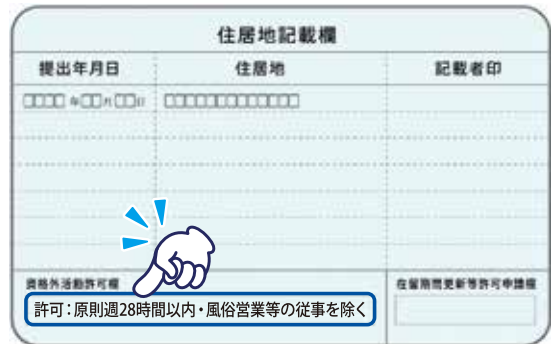 住居地記載欄
提出年月日 住居地 記載者印
□□□□年□□月□□日 □□□□□□□□□□□□□
資格外活動許可欄 在留期間更新等許可申請欄
許可：原則週28時間以内・風俗営業等の従事を除く